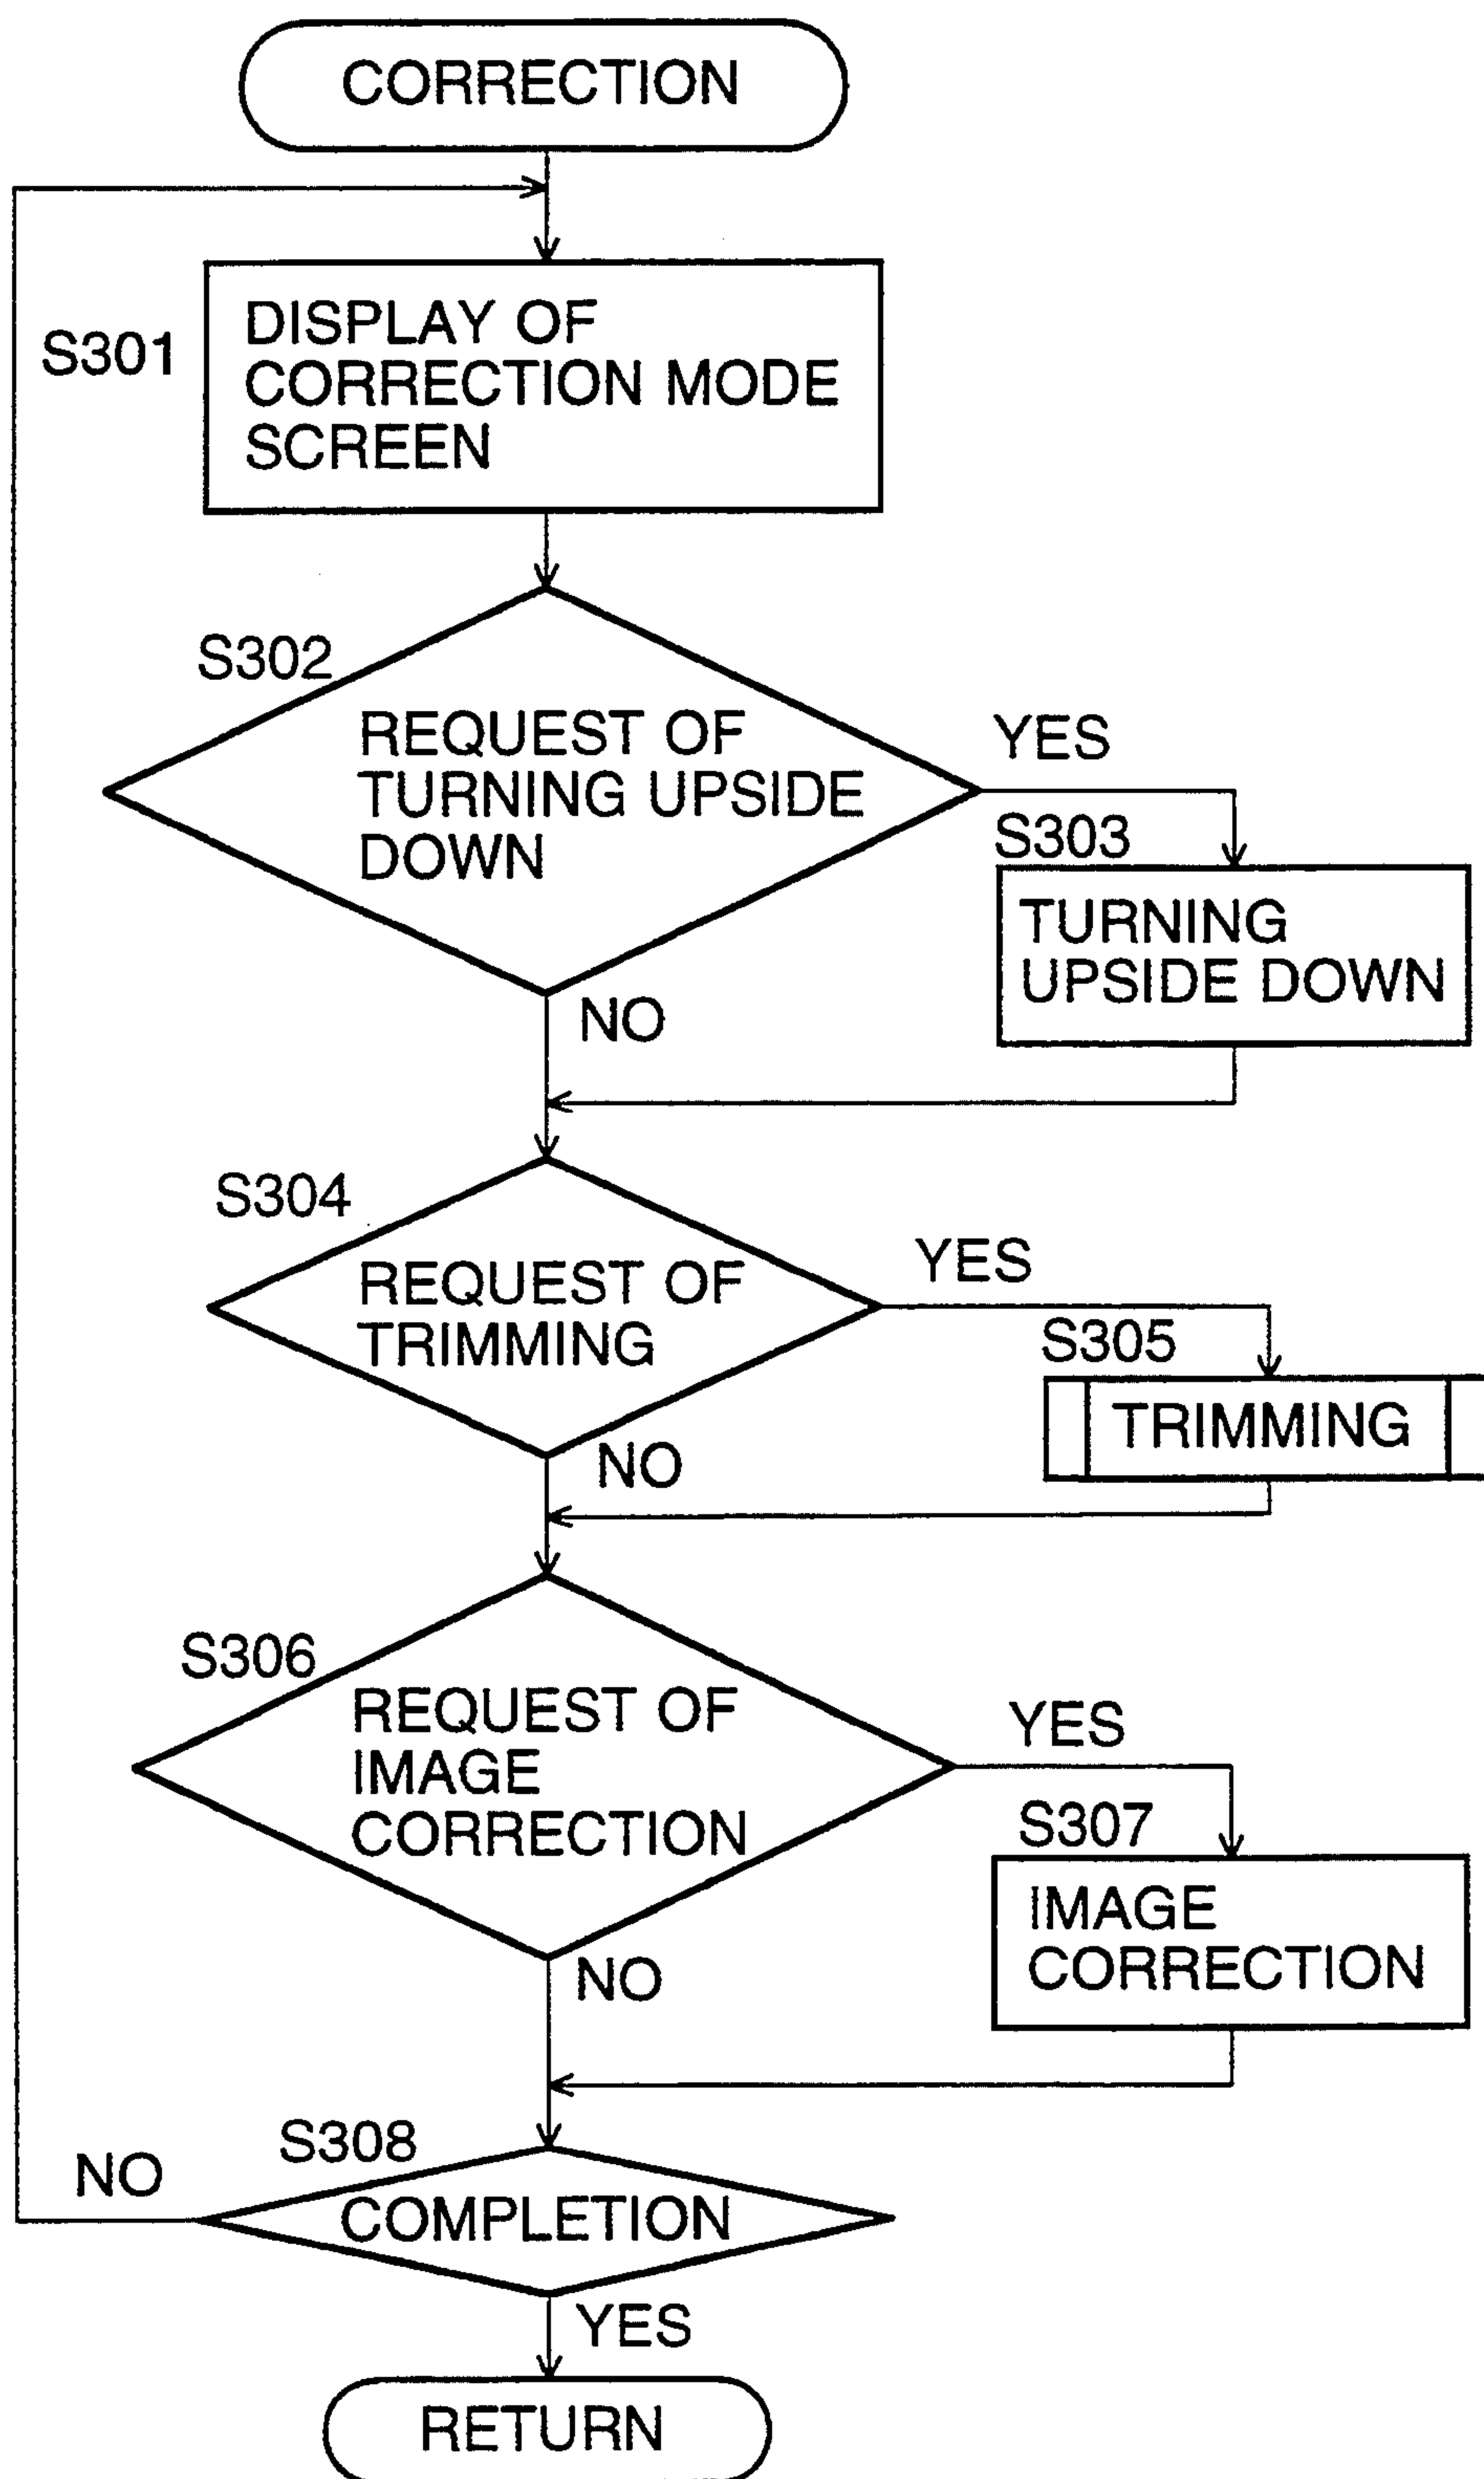 CORRECTION
S301
DISPLAY OF
CORRECTION MODE
SCREEN
S302
REQUEST OF
TURNING UPSIDE
DOWN
YES
S303
TURNING
UPSIDE DOWN
NO
S304
REQUEST OF
TRIMMING
YES
S305
TRIMMING
NO
S306
REQUEST OF
IMAGE
CORRECTION
YES
S307
IMAGE
CORRECTION
NO
S308
NO
COMPLETION
YES
RETURN